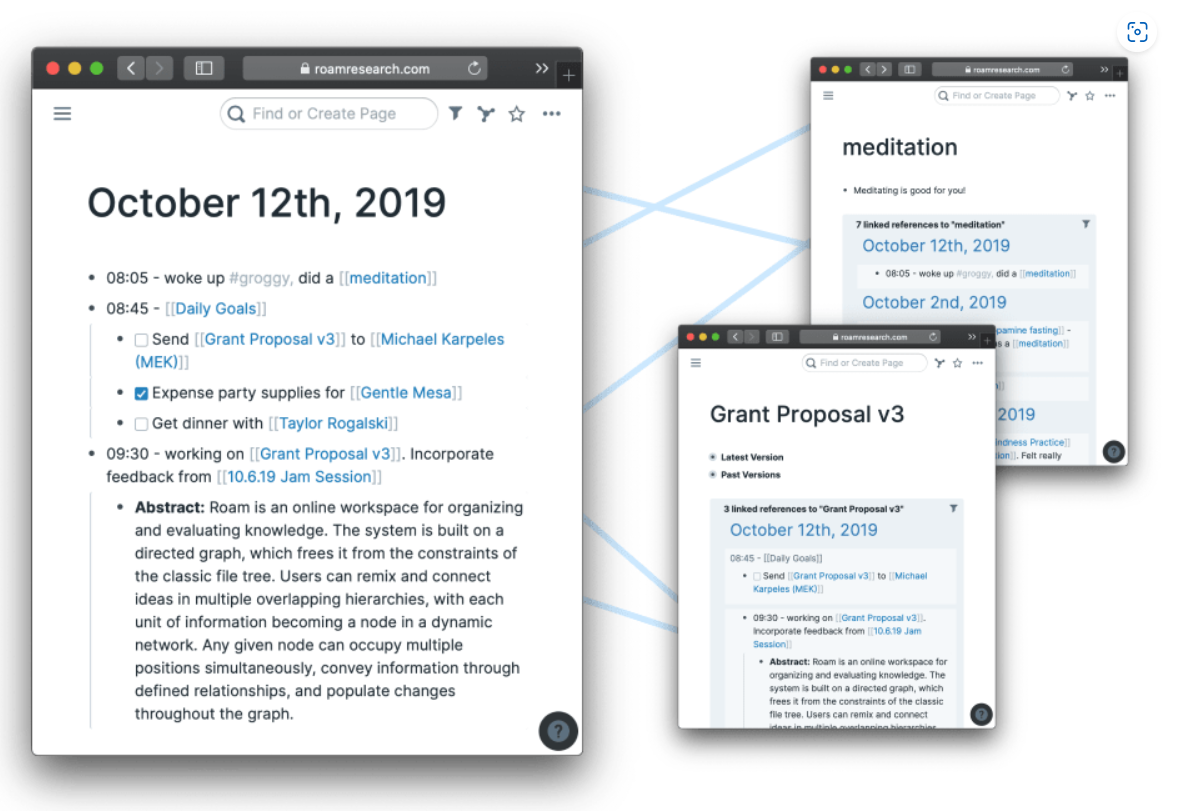 roamresearch.com
Find or Create Page
October 12th, 2019
08:05 - woke up #groggy, did a [[meditation]]
08:45 - [[Daily Goals]]
Send [[Grant Proposal v3]] to [[Michael Karpeles
(MEK)]]
Expense party supplies for [[Gentle Mesa]]
Get dinner with [[Taylor Rogalski]]
09:30 - working on [[Grant Proposal v3]]. Incorporate
feedback from [[10.6.19 Jam Session]]
Abstract: Roam is an online workspace for organizing
and evaluating knowledge. The system is built on a
directed graph, which frees it from the constraints of
the classic file tree. Users can remix and connect
ideas in multiple overlapping hierarchies, with each
unit of information becoming a node in a dynamic
network. Any given node can occupy multiple
positions simultaneously, convey information through
defined relationships, and populate changes
throughout the graph.
?
roamresearch.com
Find or Create Page
meditation
Meditating is good for you!
7 linked references to "meditation"
October 12th, 2019
08:05 - woke up #groggy, did a [[meditation]]
October 2nd, 2019
fasting]] -
s a [[meditation]]
]]
2019
Practice]]
]]. Felt really
?
roamresearch.com
Find or Create Page
Grant Proposal v3
Latest Version
Past Versions
3 linked references to "Grant Proposal v3"
October 12th, 2019
08:45 - [[Daily Goals]]
Send [[Grant Proposal v3]] to [[Michael
Karpeles (MEK)]]
09:30 - working on [[Grant Proposal v3]].
Incorporate feedback from [[10.6.19 Jam
Session]]
Abstract: Roam is an online workspace for
organizing and evaluating knowledge. The
system is built on a directed graph, which
frees it from the constraints of the classic
file tree. Users can remix and connect
ideas in multiple overlapping hierarchies
?